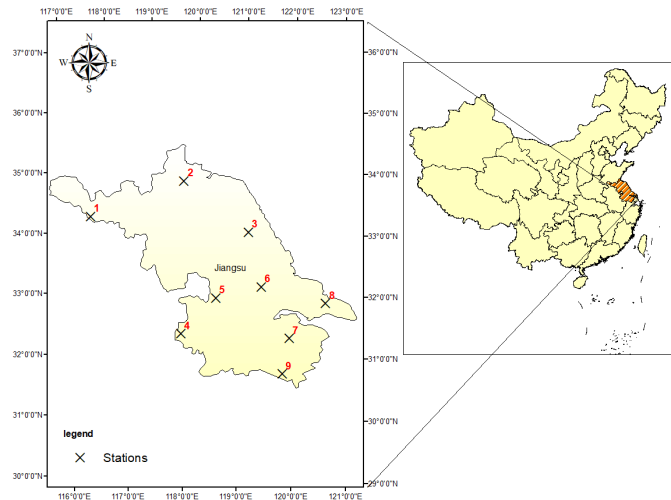 117°0'0"E 118°0'0"E 119°0'0"E 120°0'0"E 121°0'0"E 122°0'0"E 123°0'0"E
37°0'0"N
36°0'0"N
35°0'0"N
34°0'0"N
33°0'0"N
32°0'0"N
31°0'0"N
30°0'0"N
N
W E
S
2
1
3
Jiangsu
6
5
8
4
7
9
legend
Stations
116°0'0"E 117°0'0"E 118°0'0"E 119°0'0"E 120°0'0"E 121°0'0"E
36°0'0"N
35°0'0"N
34°0'0"N
33°0'0"N
32°0'0"N
31°0'0"N
30°0'0"N
29°0'0"N